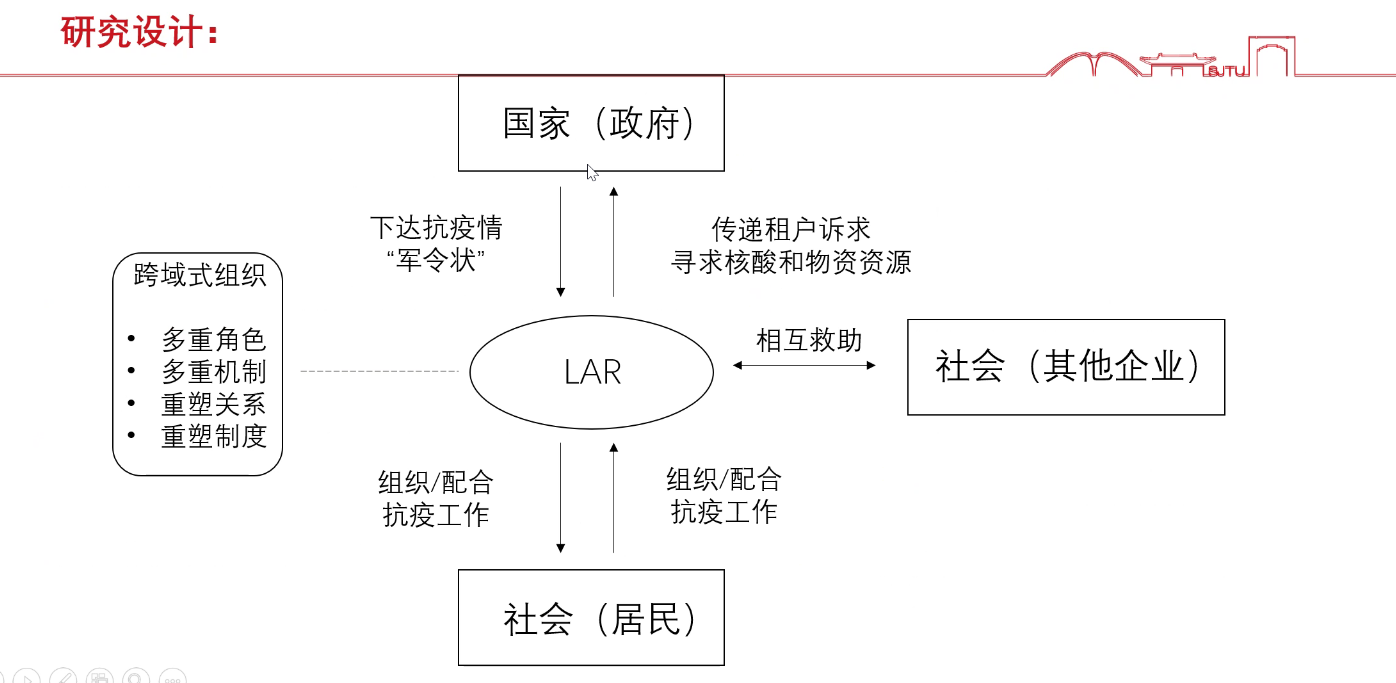 研究设计：
SJTU
国家（政府）
下达抗疫情
“军令状”
传递租户诉求
寻求核酸和物资资源
跨域式组织
• 多重角色
• 多重机制
• 重塑关系
• 重塑制度
LAR
相互救助
社会（其他企业）
组织/配合
抗疫工作
组织/配合
抗疫工作
社会（居民）